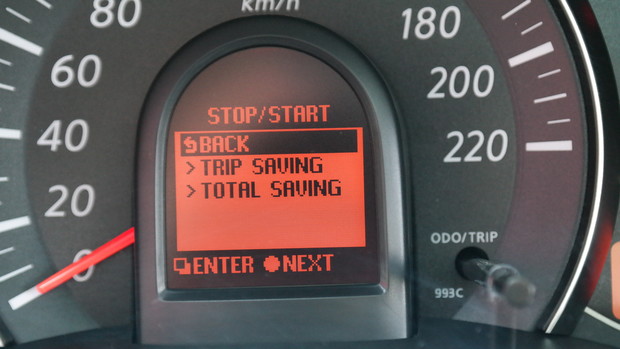 km/h
80
60
40
20
0
180
200
220
STOP/START
BACK
> TRIP SAVING
> TOTAL SAVING
ENTER NEXT
ODO/TRIP
993C